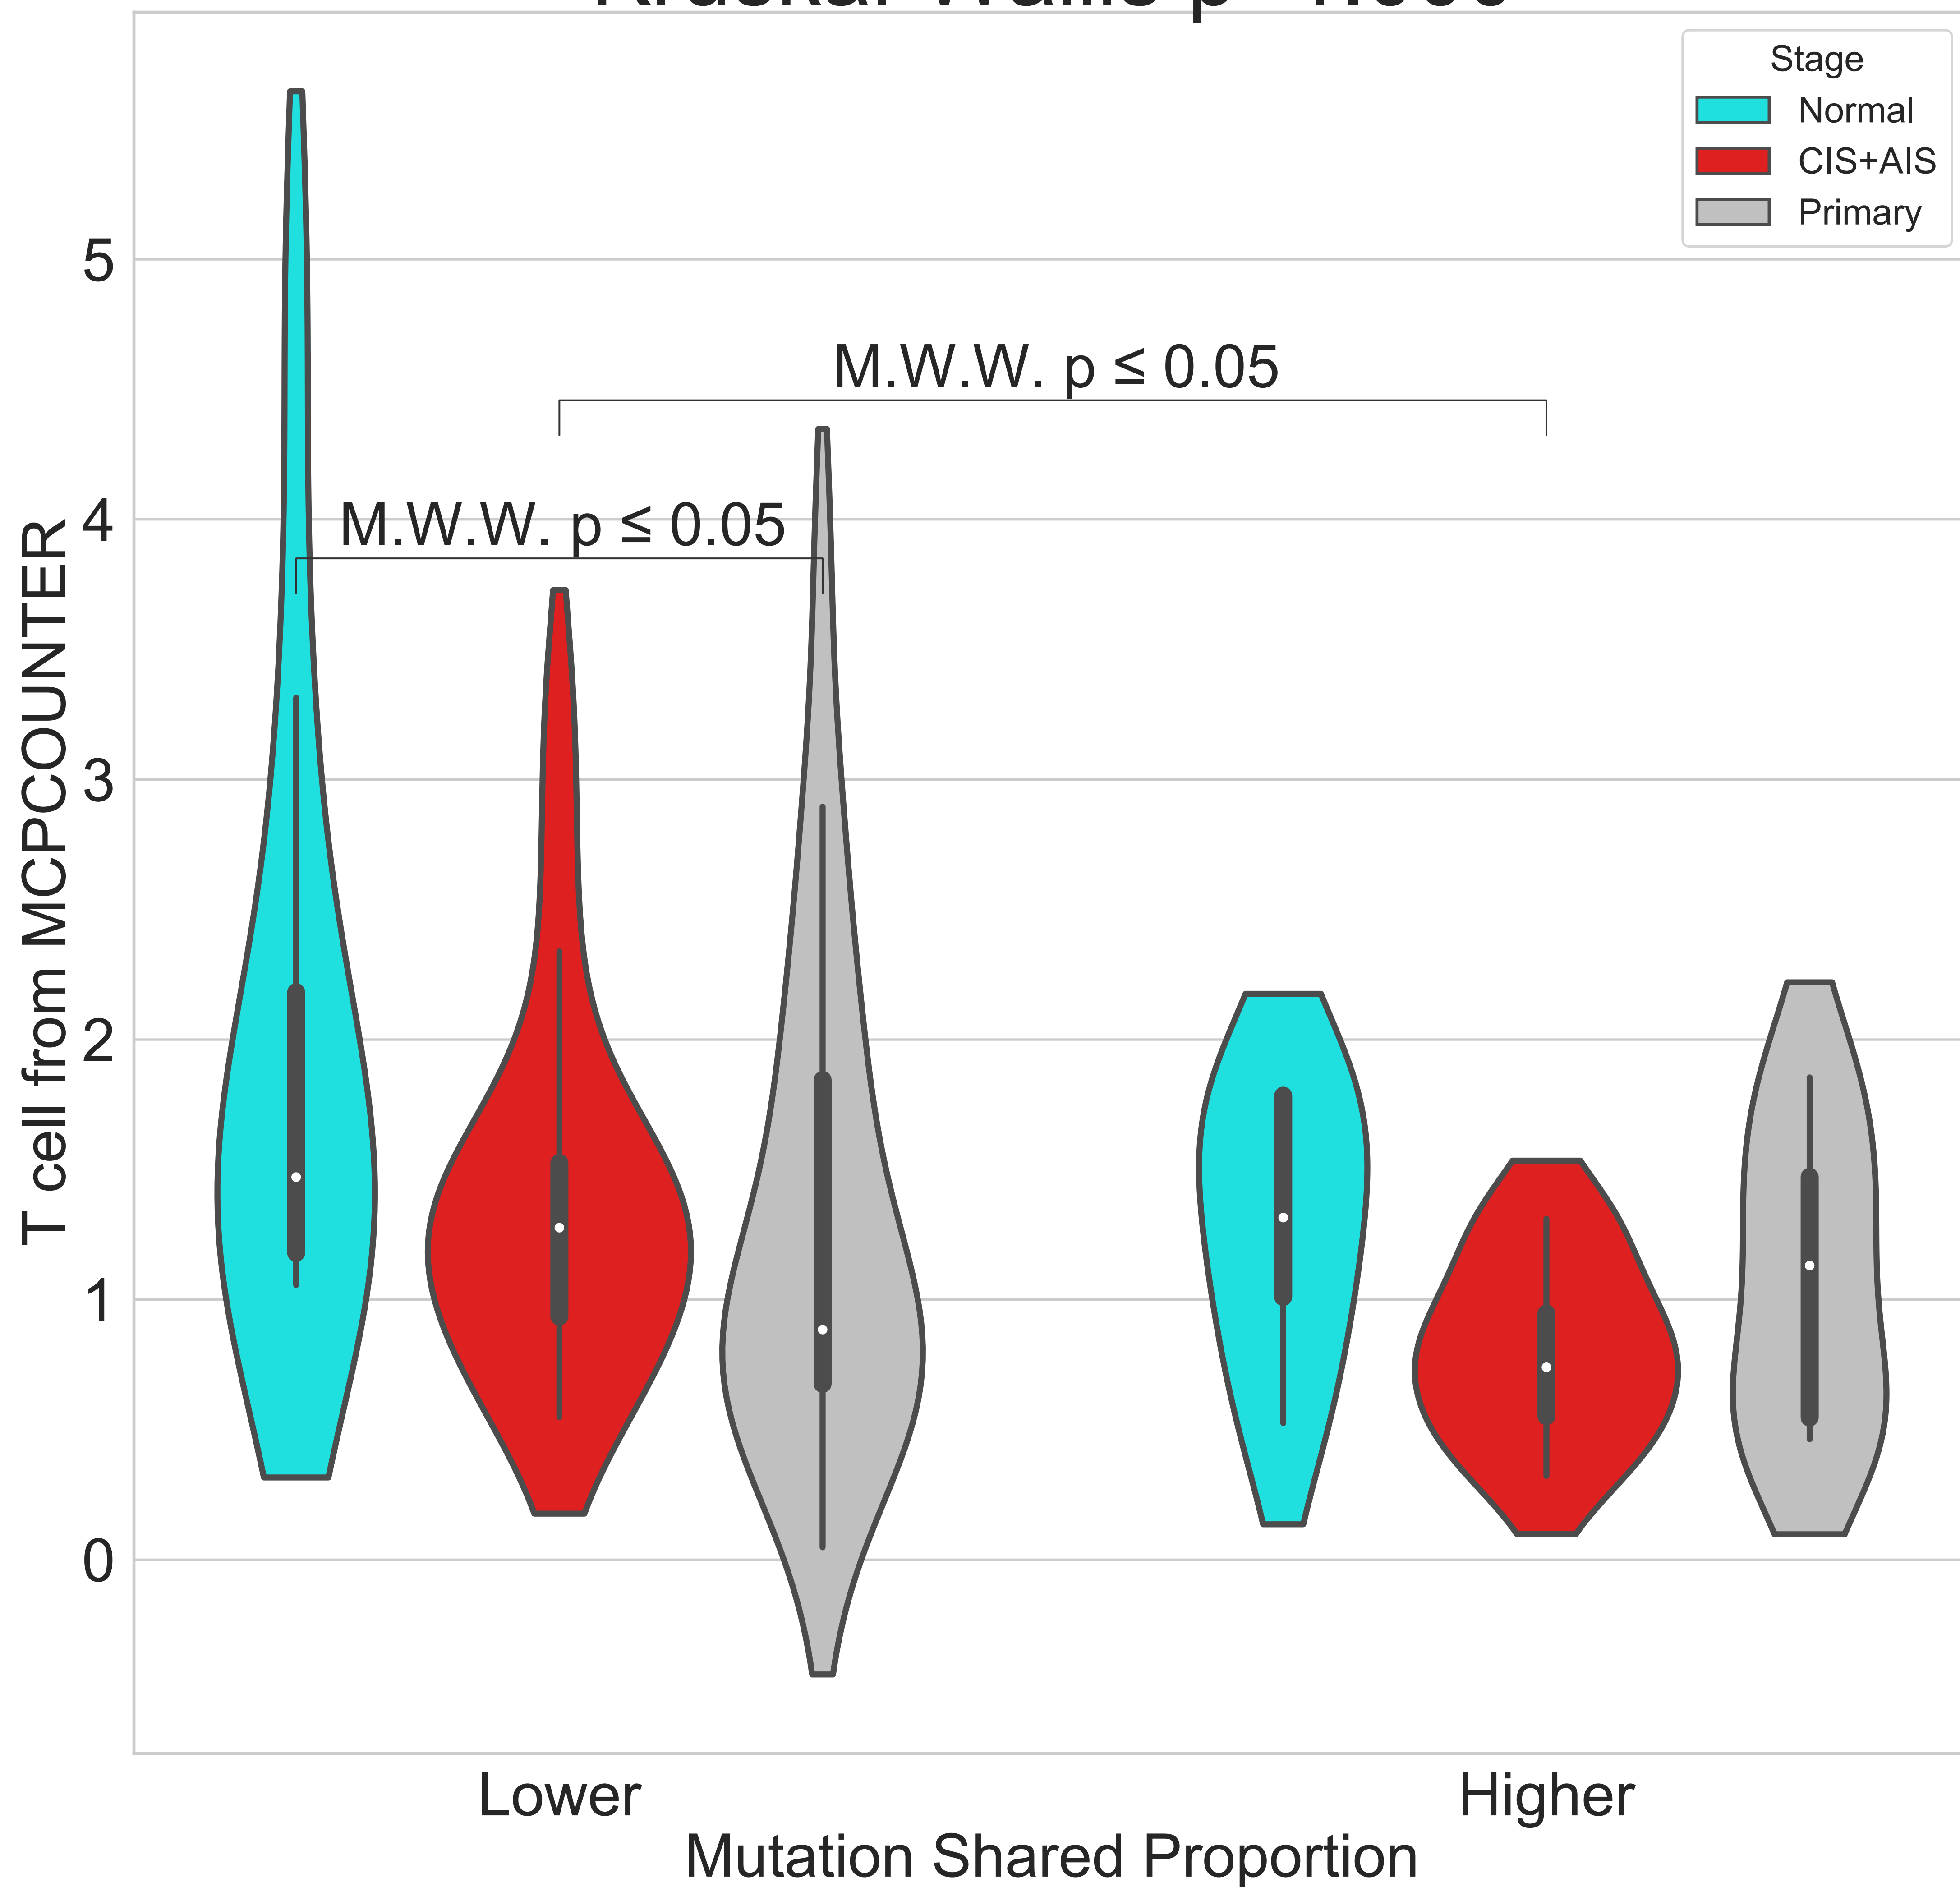 Stage
Normal
CIS+AIS
Primary
5
4
3
2
1
0
T cell from MCPCOUNTER
M.W.W. p ≤ 0.05
M.W.W. p ≤ 0.05
Lower
Higher
Mutation Shared Proportion